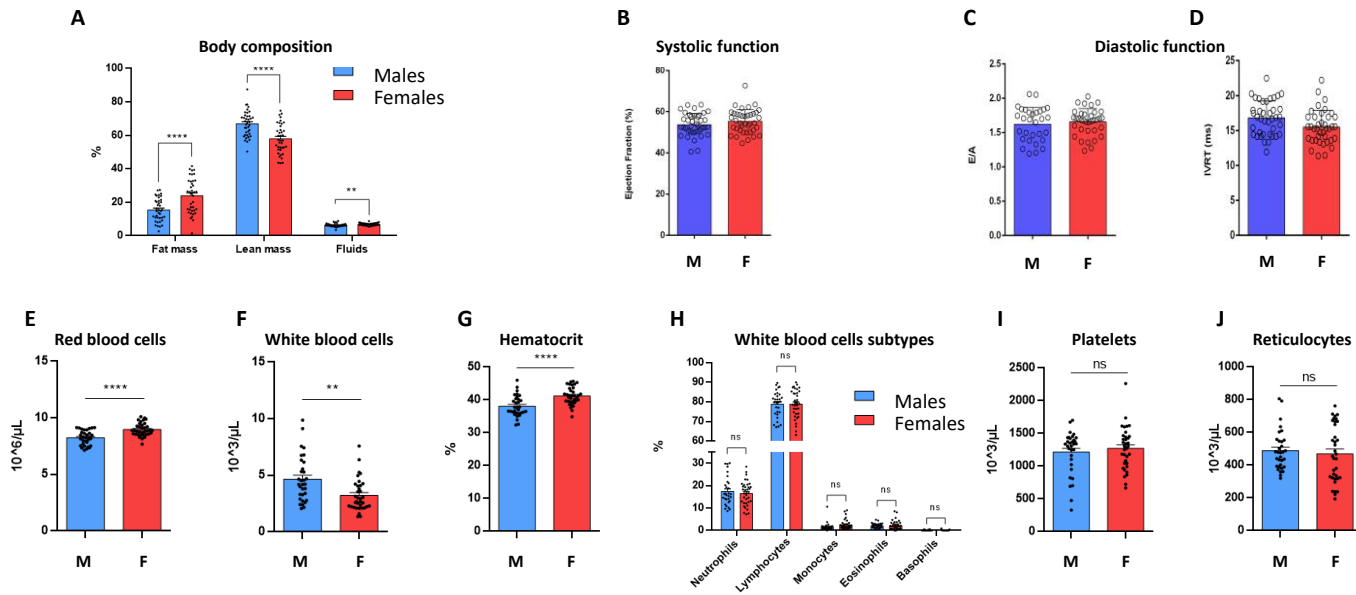 A
Body composition
Males
Females
%
100
80
60
40
20
0
****
****
**
Fat mass
Lean mass
Fluids
B
Systolic function
Ejection Fraction (%)
80
60
40
20
0
M
F
C
D
Diastolic function
E/A
2.5
2.0
1.5
1.0
0.5
0.0
M
F
IVRT (ms)
25
20
15
10
5
0
M
F
E
Red blood cells
10^6/µL
15
10
5
0
****
M
F
F
White blood cells
10^3/µL
15
10
5
0
**
M
F
G
Hematocrit
%
50
40
30
20
10
0
****
M
F
H
White blood cells subtypes
Males
Females
%
100
90
80
70
60
30
20
10
0
ns
ns
ns
ns
ns
Neutrophils
Lymphocytes
Monocytes
Eosinophils
Basophils
I
Platelets
10^3/µL
2500
2000
1500
1000
500
0
ns
M
F
J
Reticulocytes
10^3/µL
1000
800
600
400
200
0
ns
M
F